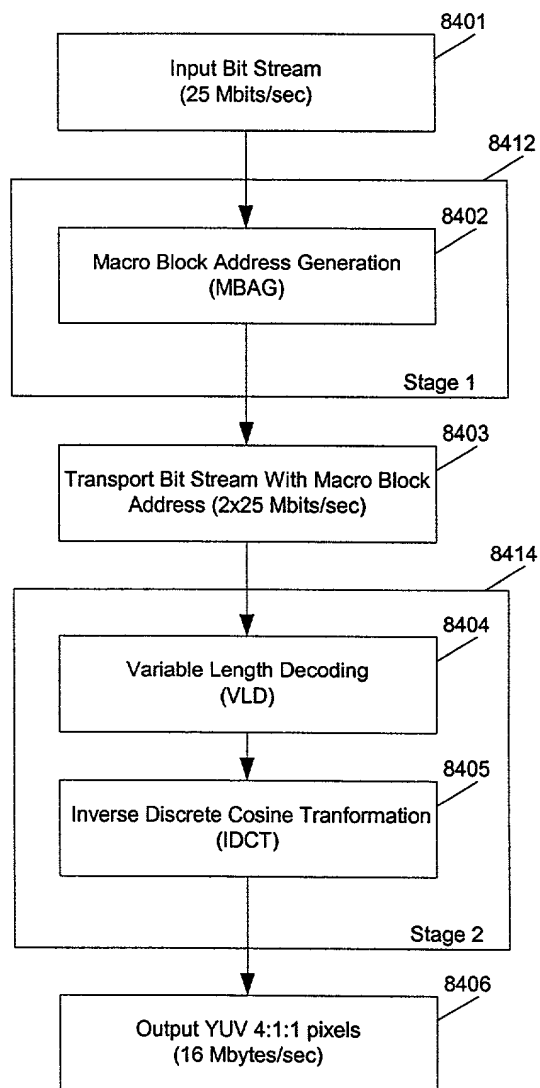 8401
Input Bit Stream
(25 Mbits/sec)
8412
8402
Macro Block Address Generation
(MBAG)
Stage 1
8403
Transport Bit Stream With Macro Block
Address (2x25 Mbits/sec)
8414
8404
Variable Length Decoding
(VLD)
8405
Inverse Discrete Cosine Tranformation
(IDCT)
Stage 2
8406
Output YUV 4:1:1 pixels
(16 Mbytes/sec)